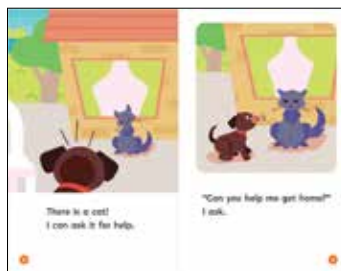 There is a cat!
I can ask it for help.
"Can you help me get home?"
I ask.